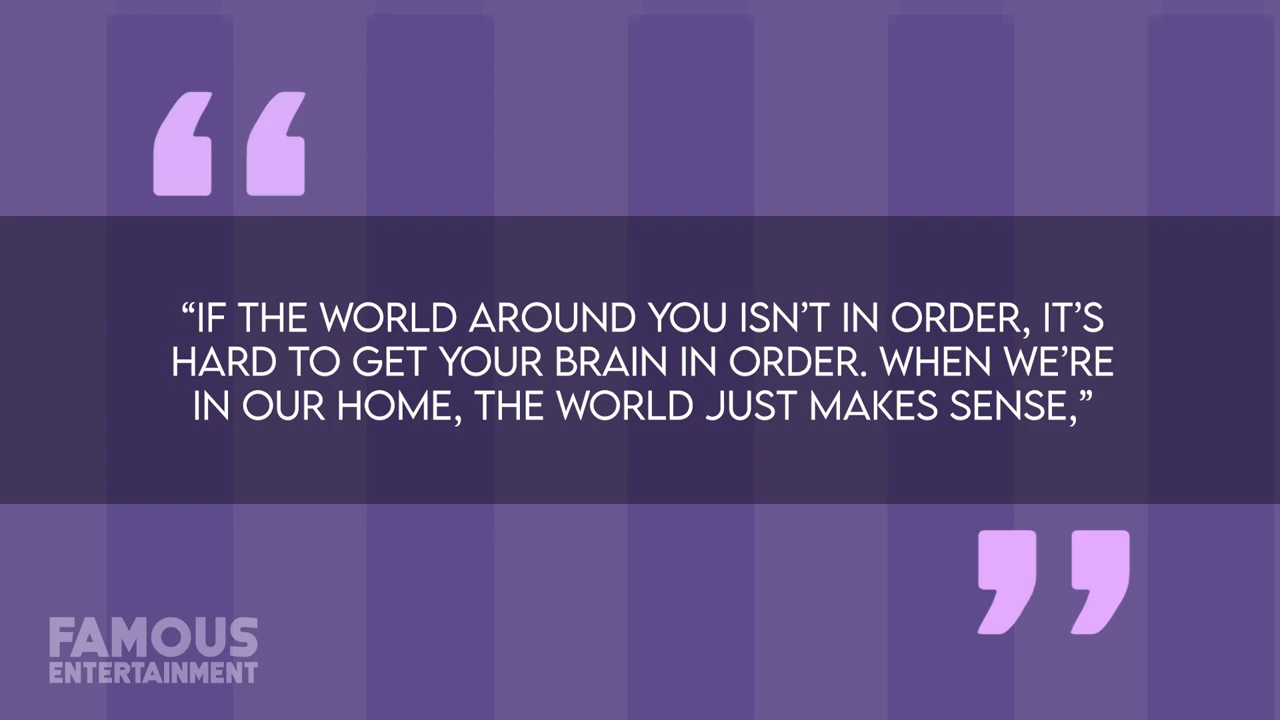 “IF THE WORLD AROUND YOU ISN’T IN ORDER, IT’S
HARD TO GET YOUR BRAIN IN ORDER. WHEN WE’RE
IN OUR HOME, THE WORLD JUST MAKES SENSE,”
FAMOUS
ENTERTAINMENT